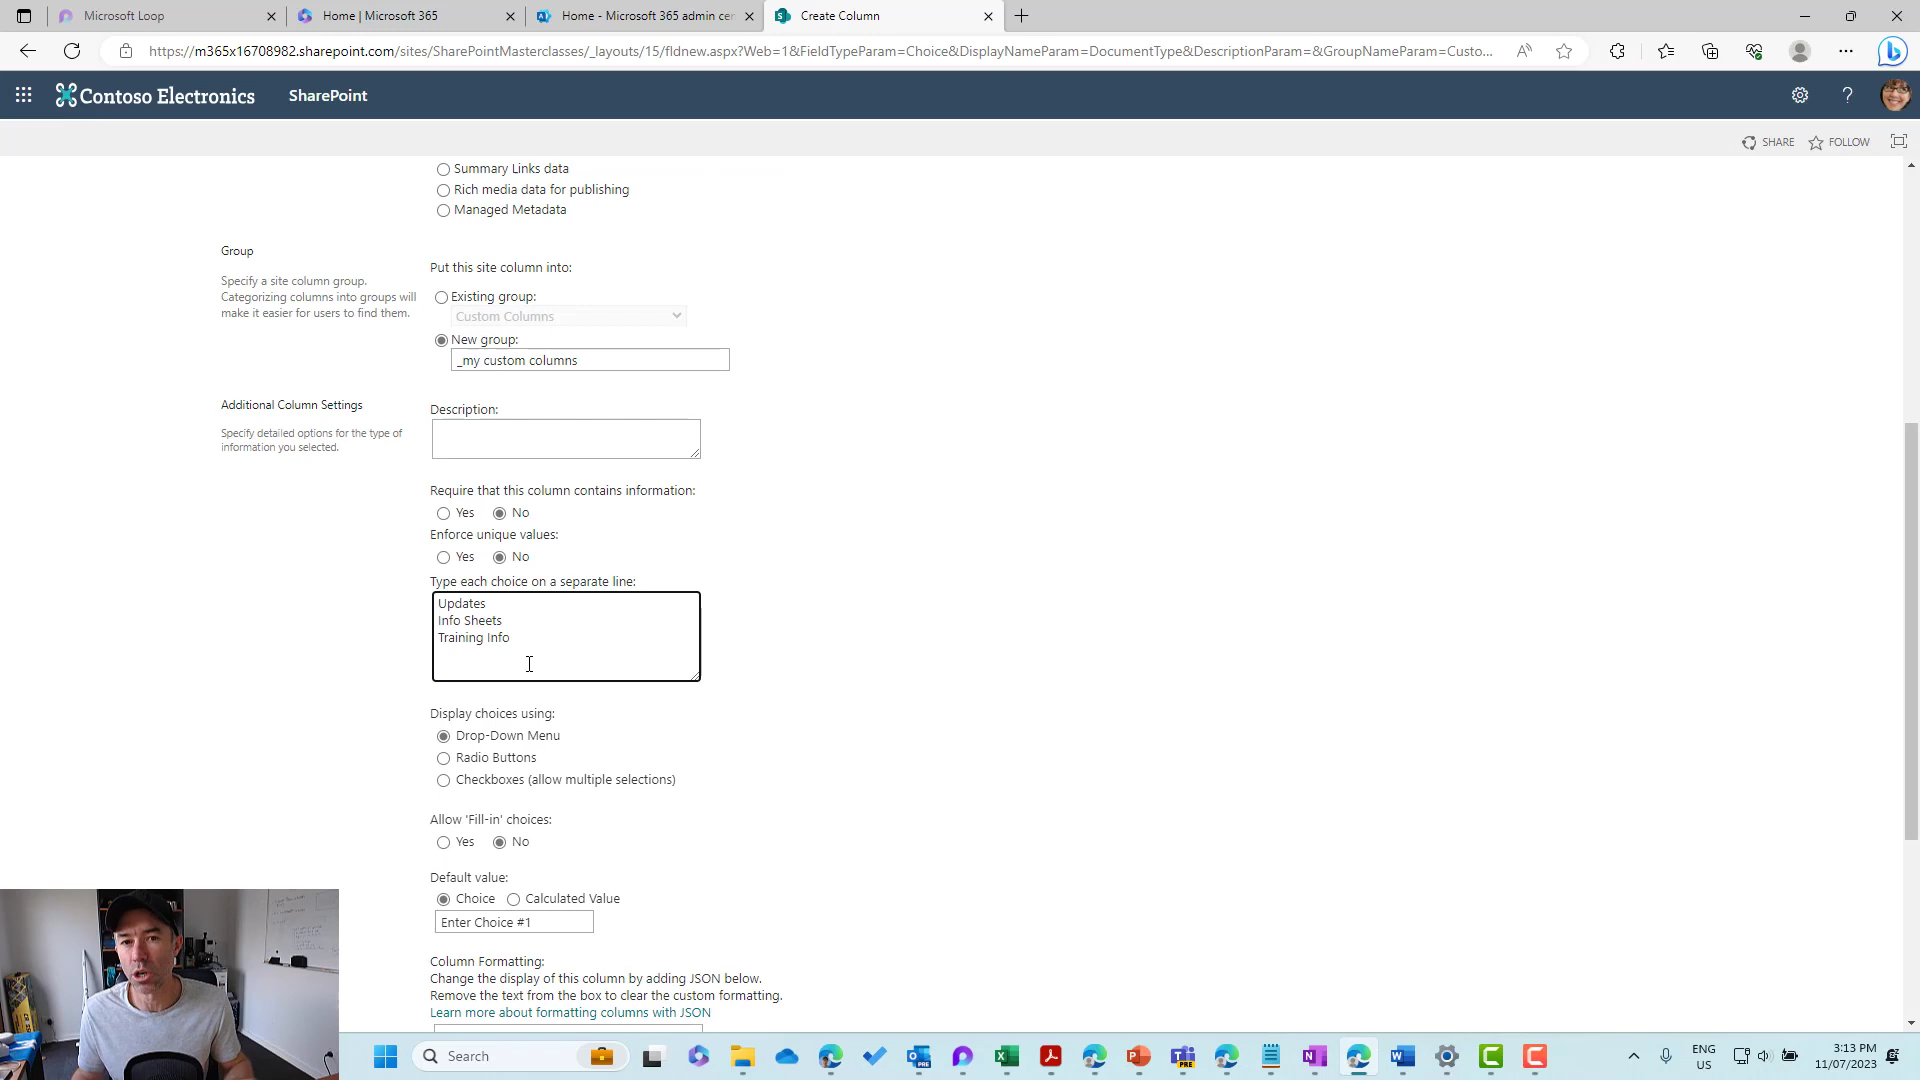 Microsoft Loop
Home | Microsoft 365
Home - Microsoft 365 admin cen
Create Column
https://m365x16708982.sharepoint.com/sites/SharePointMasterclasses/_layouts/15/fldnew.aspx?Web=1&FieldTypeParam=Choice&DisplayNameParam=DocumentType&DescriptionParam=&GroupNameParam=Custo...
Contoso Electronics
SharePoint
SHARE
FOLLOW
Summary Links data
Rich media data for publishing
Managed Metadata
Group
Specify a site column group.
Categorizing columns into groups will
make it easier for users to find them.
Put this site column into:
Existing group:
Custom Columns
New group:
_my custom columns
Additional Column Settings
Specify detailed options for the type of
information you selected.
Description:
Require that this column contains information:
Yes No
Enforce unique values:
Yes No
Type each choice on a separate line:
Updates
Info Sheets
Training Info
Display choices using:
Drop-Down Menu
Radio Buttons
Checkboxes (allow multiple selections)
Allow 'Fill-in' choices:
Yes No
Default value:
Choice Calculated Value
Enter Choice #1
Column Formatting:
Change the display of this column by adding JSON below.
Remove the text from the box to clear the custom formatting.
Learn more about formatting columns with JSON
Search
ENG
US
3:13 PM
11/07/2023